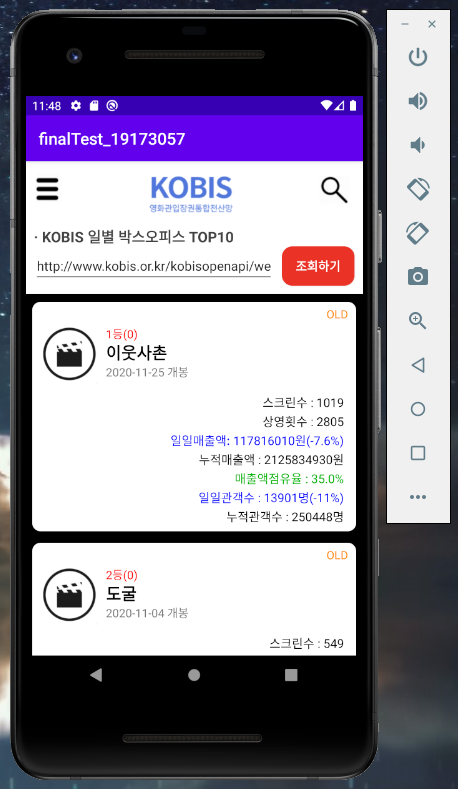 11:48
finalTest_19173057
KOBIS
영화관입장권통합전산망
· KOBIS 일별 박스오피스 TOP10
http://www.kobis.or.kr/kobisopenapi/we
조회하기
OLD
1등(0)
이웃사촌
2020-11-25 개봉
스크린수 : 1019
상영횟수 : 2805
일일매출액: 117816010원(-7.6%)
누적매출액 : 2125834930원
매출액점유율 : 35.0%
일일관객수 : 13901명(-11%)
누적관객수 : 250448명
OLD
2등(0)
도굴
2020-11-04 개봉
스크린수 : 549